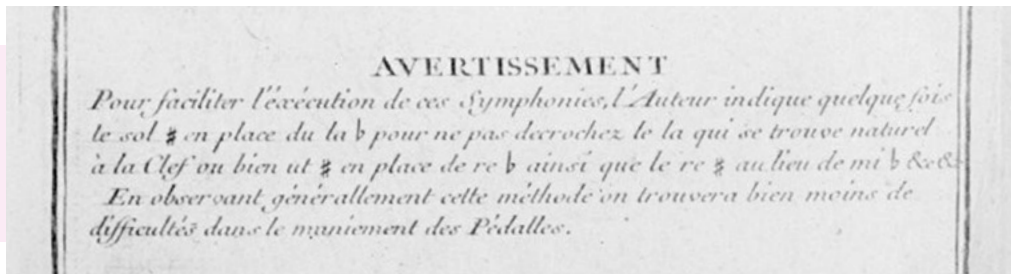 AVERTISSEMENT
Pour faciliter l'éxécution de ces Symphonies, l'Auteur indique quelque fois
le sol ♯ en place du la ♭ pour ne pas decrochez le la qui se trouve naturel
à la Clef ou bien ut ♯ en place de re ♭ ainsi que le re ♯ au lieu de mi ♭ &c &c
En observant générallement cette méthode on trouvera bien moins de
difficultés dans le maniement des Pédalles.